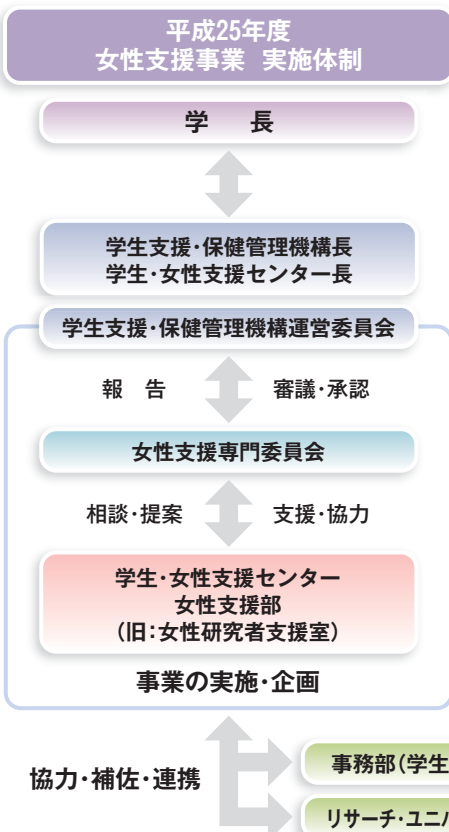 平成25年度
女性支援事業 実施体制
学 長
学生支援・保健管理機構長
学生・女性支援センター長
学生支援・保健管理機構運営委員会
報 告 審議・承認
女性支援専門委員会
相談・提案 支援・協力
学生・女性支援センター
女性支援部
（旧：女性研究者支援室）
事業の実施・企画
協力・補佐・連携
事務部（学生
リサーチ・ユニバ